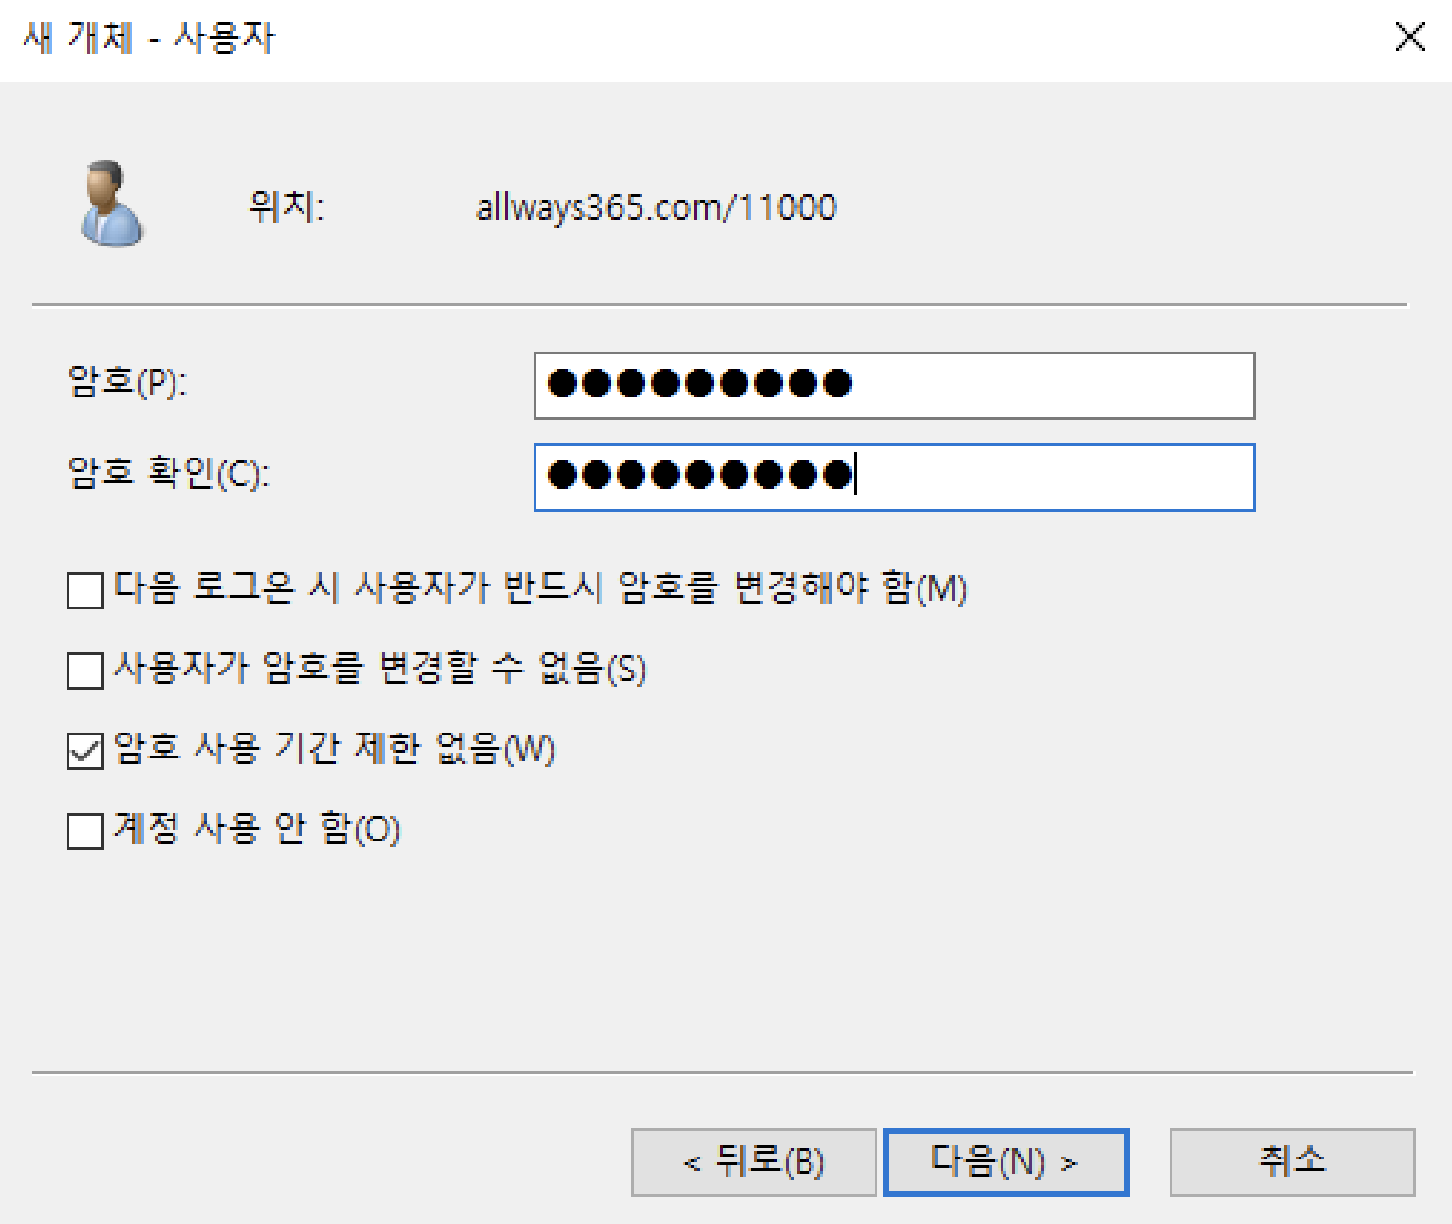 새 개체 - 사용자
위치: allways365.com/11000
암호(P): ●●●●●●●●●
암호 확인(C): ●●●●●●●●●
다음 로그온 시 사용자가 반드시 암호를 변경해야 함(M)
사용자가 암호를 변경할 수 없음(S)
암호 사용 기간 제한 없음(W)
계정 사용 안 함(O)
< 뒤로(B) 다음(N) > 취소